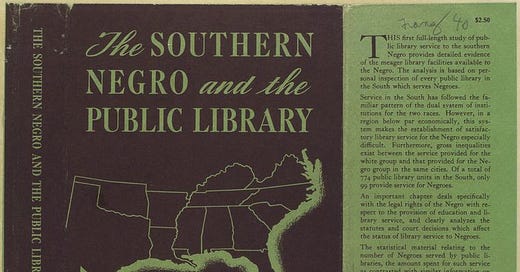 THE SOUTHERN NEGRO AND THE PUBLIC LIBR
The SOUTHERN
NEGRO and the
PUBLIC LIBRARY
$2.50
THIS first full-length study of pub-
lic library service to the southern
Negro provides detailed evidence
of the meager library facilities available to
the Negro. The analysis is based on per-
sonal inspection of every public library in
the South which serves Negroes.
Service in the South has followed the fa-
miliar pattern of the dual system of insti-
tutions for the two races. However, in a
region below par economically, this sys-
tem makes the establishment of satisfac-
tory library service for the Negro especially
difficult. Furthermore, gross inequalities
exist between the service provided for the
white group and that provided for the Ne-
gro group in the same cities. Of a total of
774 public library units in the South, only
99 provide service for Negroes.
An important chapter deals specifically
with the legal rights of the Negro with re-
spect to the provision of education and li-
brary service, and clearly analyzes the
statutes and court decisions which affect
the status of library service to Negroes.
The statistical material relating to the
number of Negroes served by public li-
braries, the amount spent for such service